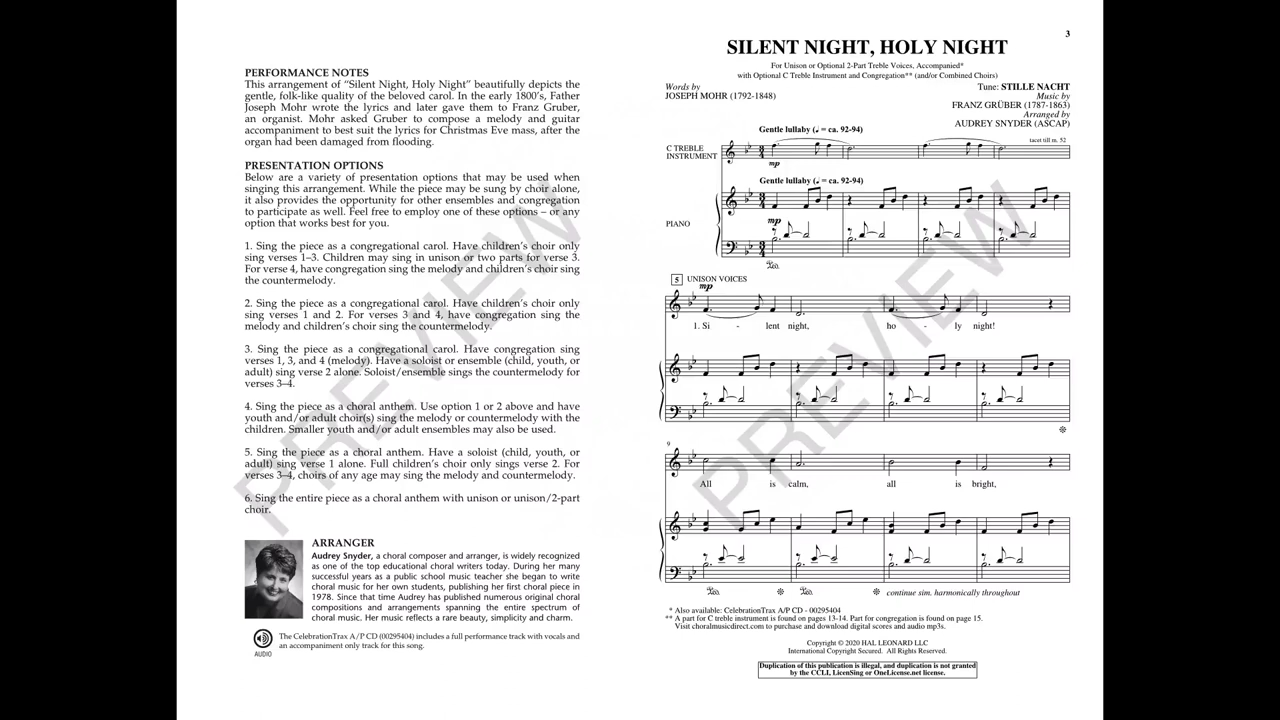 PERFORMANCE NOTES
This arrangement of “Silent Night, Holy Night” beautifully depicts the
gentle, folk-like quality of the beloved carol. In the early 1800’s, Father
Joseph Mohr wrote the lyrics and later gave them to Franz Gruber,
an organist. Mohr asked Gruber to compose a melody and guitar
accompaniment to best suit the lyrics for Christmas Eve mass, after the
organ had been damaged from flooding.
PRESENTATION OPTIONS
Below are a variety of presentation options that may be used when
singing this arrangement. While the piece may be sung by choir alone,
it also provides the opportunity for other ensembles and congregation
to participate as well. Feel free to employ one of these options – or any
option that works best for you.
1. Sing the piece as a congregational carol. Have children’s choir only
sing verses 1–3. Children may sing in unison or two parts for verse 3.
For verse 4, have congregation sing the melody and children’s choir sing
the countermelody.
2. Sing the piece as a congregational carol. Have children’s choir only
sing verses 1 and 2. For verses 3 and 4, have congregation sing the
melody and children’s choir sing the countermelody.
3. Sing the piece as a congregational carol. Have congregation sing
verses 1, 3, and 4 (melody). Have a soloist or ensemble (child, youth, or
adult) sing verse 2 alone. Soloist/ensemble sings the countermelody for
verses 3–4.
4. Sing the piece as a choral anthem. Use option 1 or 2 above and have
youth and/or adult choir(s) sing the melody or countermelody with the
children. Smaller youth and/or adult ensembles may also be used.
5. Sing the piece as a choral anthem. Have a soloist (child, youth, or
adult) sing verse 1 alone. Full children’s choir only sings verse 2. For
verses 3–4, choirs of any age may sing the melody and countermelody.
6. Sing the entire piece as a choral anthem with unison or unison/2-part
choir.
ARRANGER
Audrey Snyder, a choral composer and arranger, is widely recognized
as one of the top educational choral writers today. During her many
successful years as a public school music teacher she began to write
choral music for her own students, publishing her first choral piece in
1978. Since that time Audrey has published numerous original choral
compositions and arrangements spanning the entire spectrum of
choral music. Her music reflects a rare beauty, simplicity and charm.
AUDIO
The CelebrationTrax A/P CD (00295404) includes a full performance track with vocals and
an accompaniment only track for this song.
PREVIEW
3
SILENT NIGHT, HOLY NIGHT
For Unison or Optional 2-Part Treble Voices, Accompanied*
with Optional C Treble Instrument and Congregation** (and/or Combined Choirs)
Words by
JOSEPH MOHR (1792-1848)
Tune: STILLE NACHT
Music by
FRANZ GRÜBER (1787-1863)
Arranged by
AUDREY SNYDER (ASCAP)
Gentle lullaby (♩ = ca. 92-94)
tacet till m. 52
C TREBLE
INSTRUMENT
mp
Gentle lullaby (♩ = ca. 92-94)
PIANO
mp
Ped.
5 UNISON VOICES
mp
1. Si - lent night, ho - ly night!
9
All is calm, all is bright,
Ped. Ped. continue sim. harmonically throughout
* Also available: CelebrationTrax A/P CD - 00295404
** A part for C treble instrument is found on pages 13-14. Part for congregation is found on page 15.
Visit choralmusicdirect.com to purchase and download digital scores and audio mp3s.
Copyright © 2020 HAL LEONARD LLC
International Copyright Secured. All Rights Reserved.
Duplication of this publication is illegal, and duplication is not granted
by the CCLI, LicenSing or OneLicense.net license.
PREVIEW